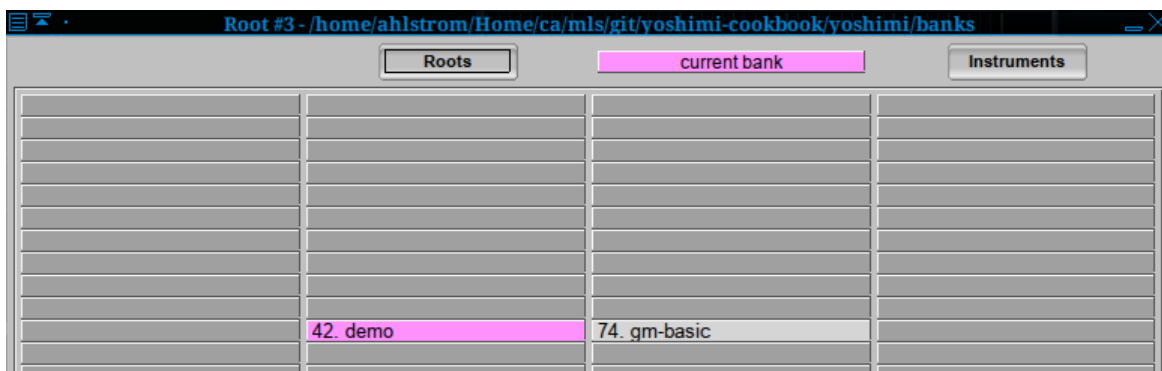 Root #3 - /home/ahlstrom/Home/ca/mls/git/yoshimi-cookbook/yoshimi/banks
Roots current bank Instruments
42. demo 74. gm-basic